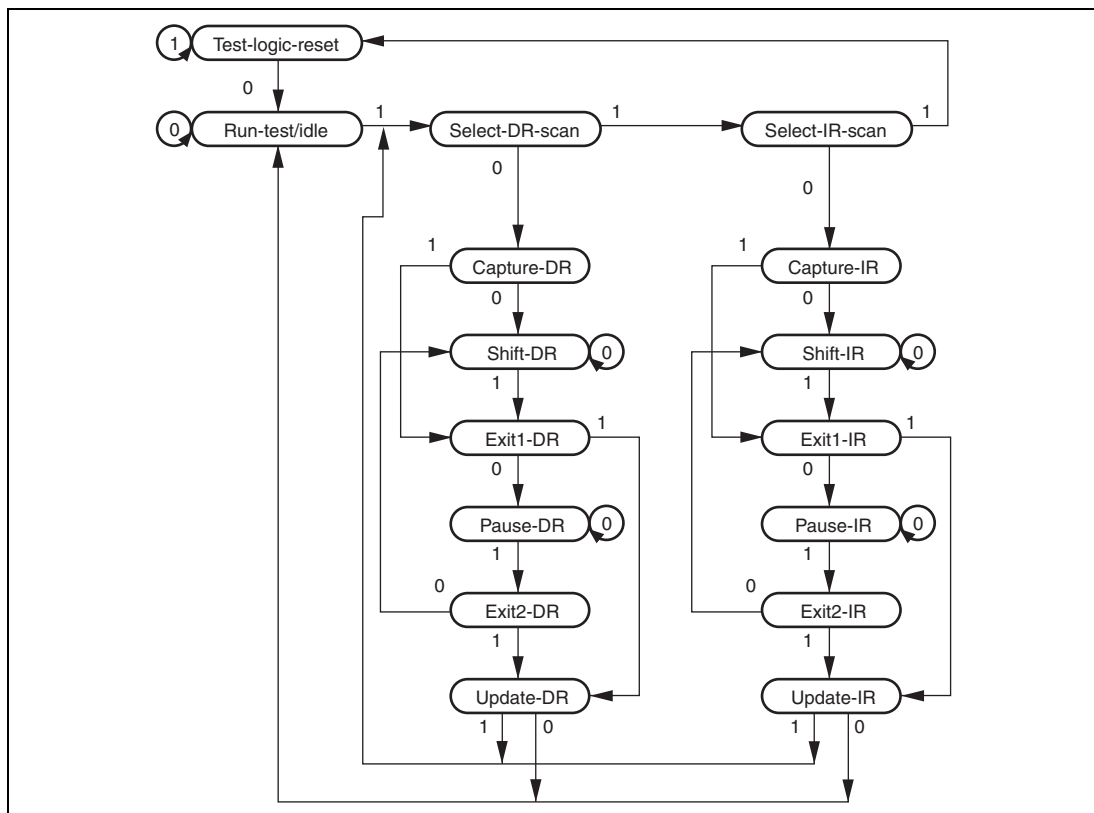 1
Test-logic-reset
0
0
Run-test/idle
1
Select-DR-scan
1
Select-IR-scan
1
0
0
1
Capture-DR
0
1
Capture-IR
0
Shift-DR
0
1
Shift-IR
0
1
Exit1-DR
1
0
Exit1-IR
1
0
Pause-DR
0
1
Pause-IR
0
1
0
Exit2-DR
1
0
Exit2-IR
1
Update-DR
1
0
Update-IR
1
0